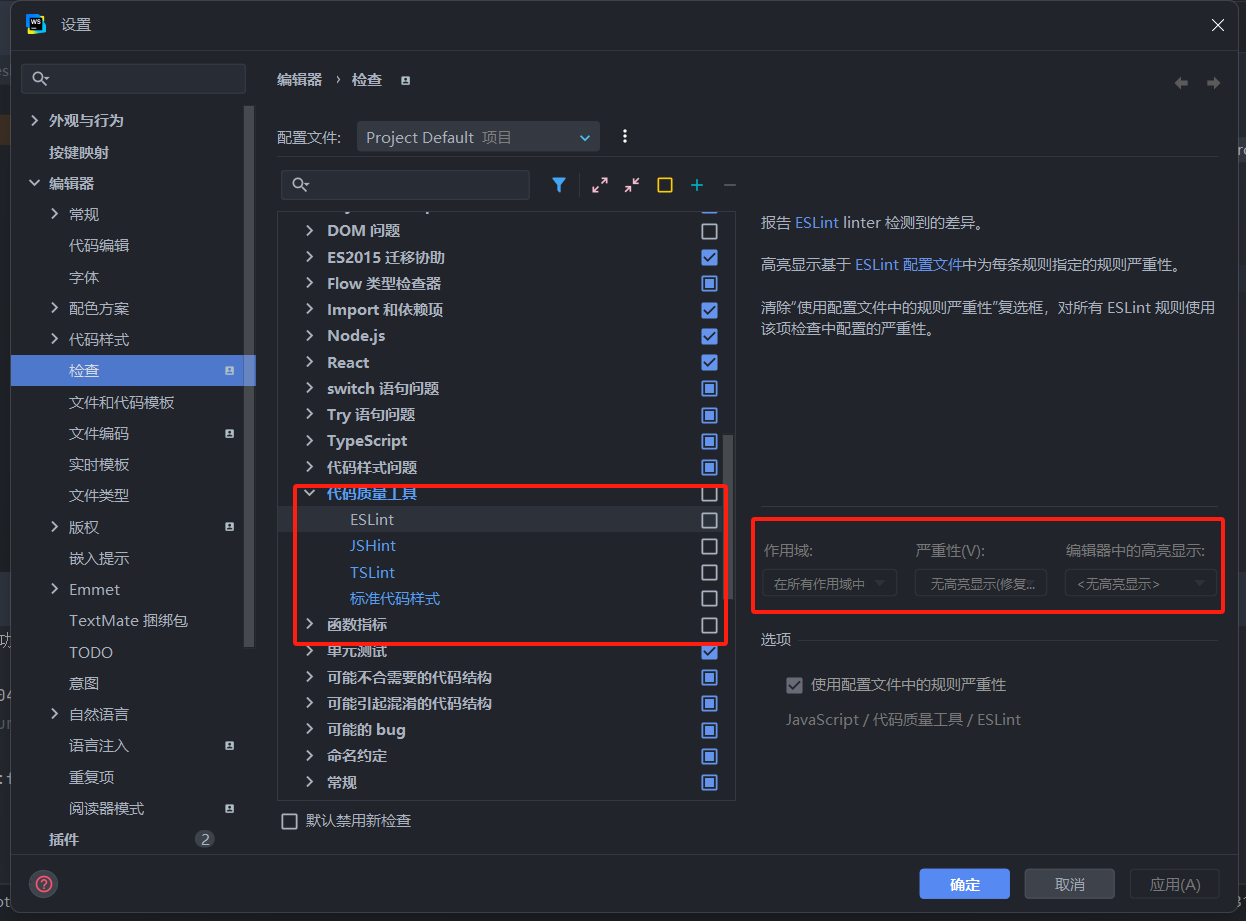 设置
编辑器 › 检查
外观与行为
按键映射
编辑器
常规
代码编辑
字体
配色方案
代码样式
检查
文件和代码模板
文件编码
实时模板
文件类型
版权
嵌入提示
Emmet
TextMate 捆绑包
TODO
意图
自然语言
语言注入
重复项
阅读器模式
插件 2
配置文件: Project Default 项目
DOM 问题
ES2015 迁移协助
Flow 类型检查器
Import 和依赖项
Node.js
React
switch 语句问题
Try 语句问题
TypeScript
代码样式问题
代码质量工具
ESLint
JSHint
TSLint
标准代码样式
函数指标
单元测试
可能不合需要的代码结构
可能引起混淆的代码结构
可能的 bug
命名约定
常规
默认禁用新检查
报告 ESLint linter 检测到的差异。
高亮显示基于 ESLint 配置文件中为每条规则指定的规则严重性。
清除“使用配置文件中的规则严重性”复选框，对所有 ESLint 规则使用
该项检查中配置的严重性。
作用域: 严重性(V): 编辑器中的高亮显示:
在所有作用域中 无高亮显示(修复... <无高亮显示>
选项
使用配置文件中的规则严重性
JavaScript / 代码质量工具 / ESLint
确定 取消 应用(A)